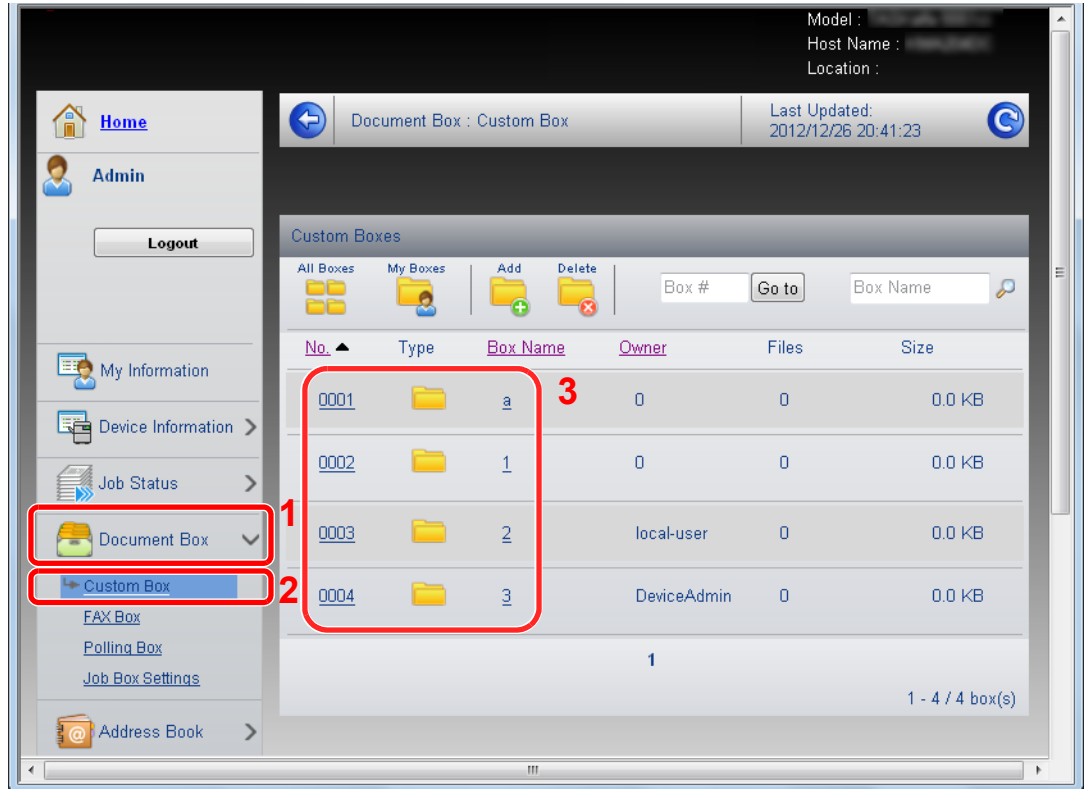 Model :
Host Name :
Location :
Home
Admin
Logout
My Information
Device Information
Job Status
1
Document Box
2
Custom Box
FAX Box
Polling Box
Job Box Settings
Address Book
Document Box : Custom Box
Last Updated:
2012/12/26 20:41:23
Custom Boxes
All Boxes My Boxes Add Delete
Box # Go to Box Name
No. Type Box Name Owner Files Size
3
0001 a 0 0 0.0 KB
0002 1 0 0 0.0 KB
0003 2 local-user 0 0.0 KB
0004 3 DeviceAdmin 0 0.0 KB
1
1 - 4 / 4 box(s)